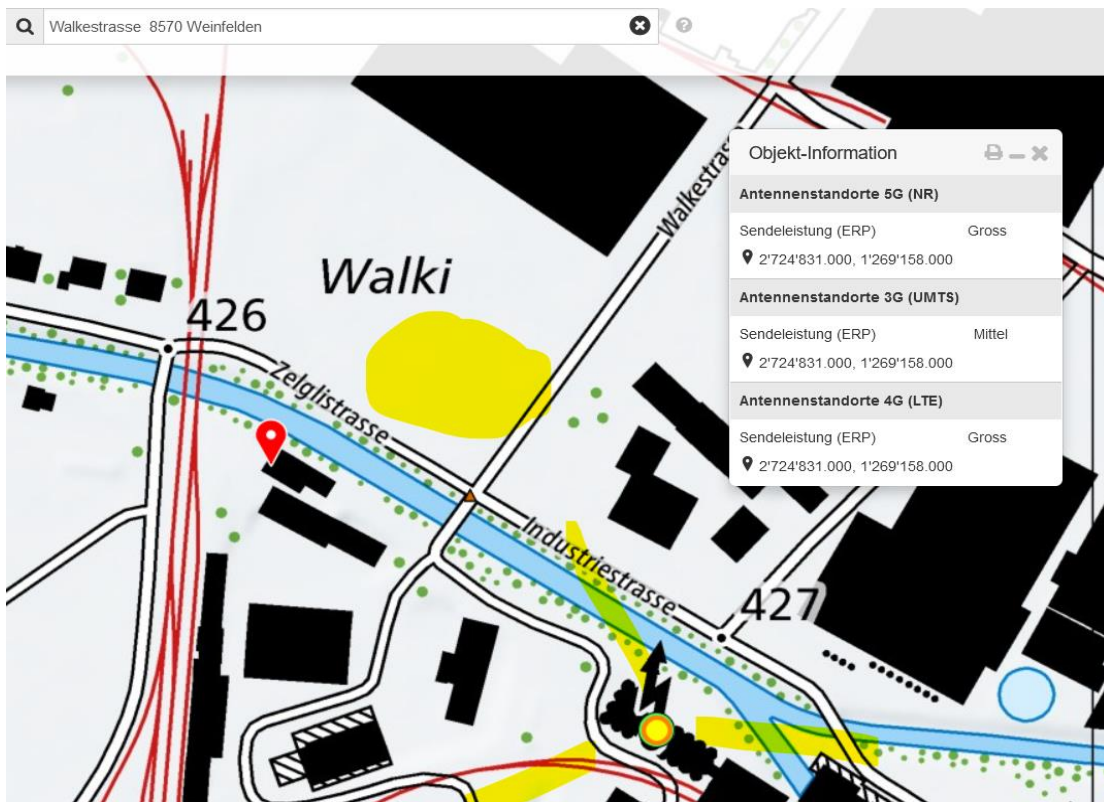 Walkestrasse  8570 Weinfelden
Objekt-Information
Antennenstandorte 5G (NR)
Sendeleistung (ERP) Gross
2'724'831.000, 1'269'158.000
Antennenstandorte 3G (UMTS)
Sendeleistung (ERP) Mittel
2'724'831.000, 1'269'158.000
Antennenstandorte 4G (LTE)
Sendeleistung (ERP) Gross
2'724'831.000, 1'269'158.000
Walki
426
Zelglistrasse
Industriestrasse
427